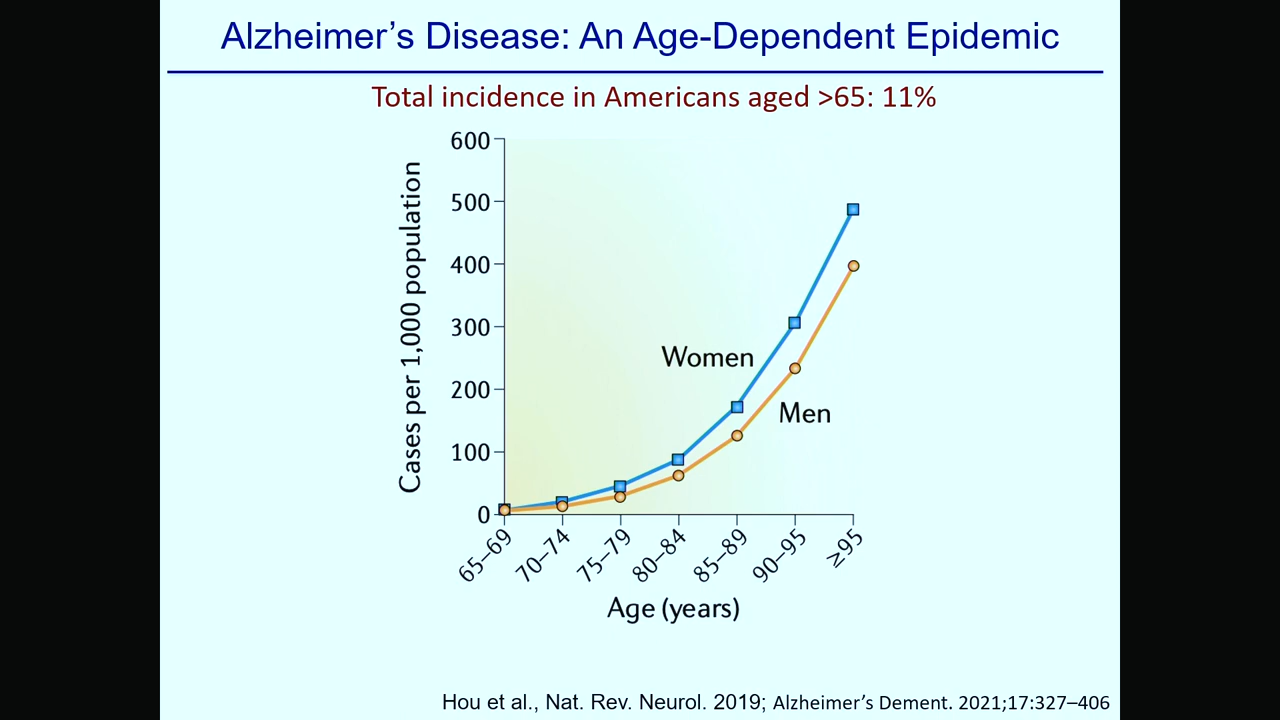 Alzheimer’s Disease: An Age-Dependent Epidemic
Total incidence in Americans aged >65: 11%
Cases per 1,000 population
600
500
400
300
200
100
0
Women
Men
65–69
70–74
75–79
80–84
85–89
90–95
≥95
Age (years)
Hou et al., Nat. Rev. Neurol. 2019; Alzheimer’s Dement. 2021;17:327–406